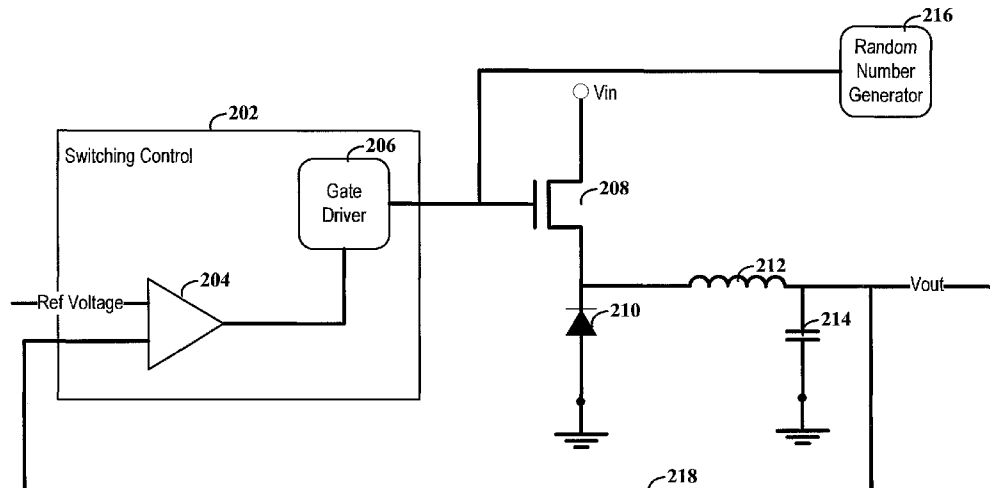 216
Random
Number
Generator
Vin
202
Switching Control
206
Gate
Driver
208
204
Ref Voltage
212
Vout
210
214
218